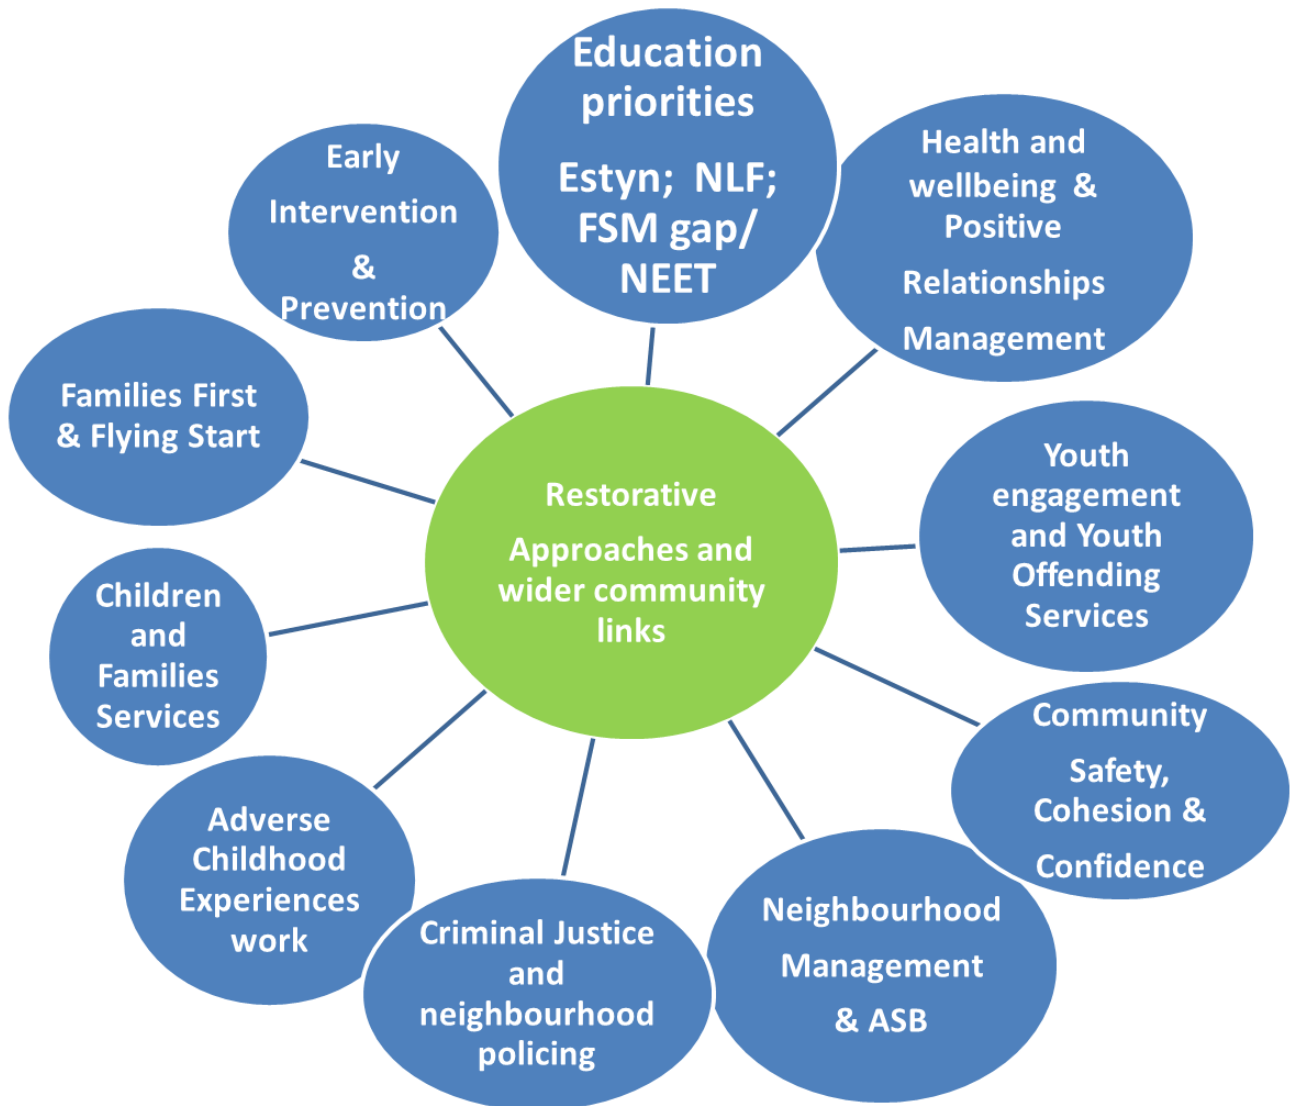 Education
priorities
Estyn; NLF;
FSM gap/
NEET
Health and
wellbeing &
Positive
Relationships
Management
Youth
engagement
and Youth
Offending
Services
Community
Safety,
Cohesion &
Confidence
Neighbourhood
Management
& ASB
Criminal Justice
and
neighbourhood
policing
Adverse
Childhood
Experiences
work
Children
and
Families
Services
Families First
& Flying Start
Early
Intervention
&
Prevention
Restorative
Approaches and
wider community
links